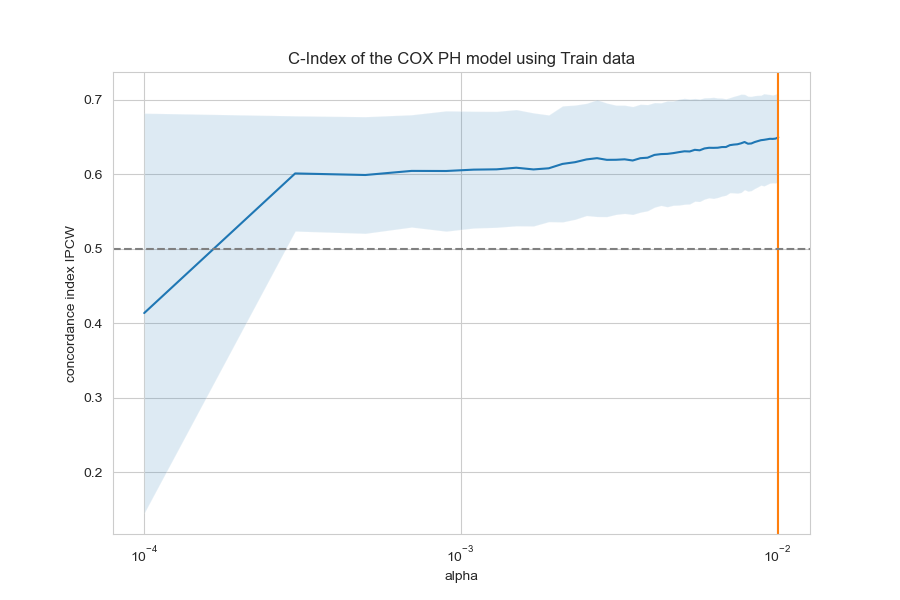 C-Index of the COX PH model using Train data
concordance index IPCW
0.7
0.6
0.5
0.4
0.3
0.2
10⁻⁴ 10⁻³ 10⁻²
alpha